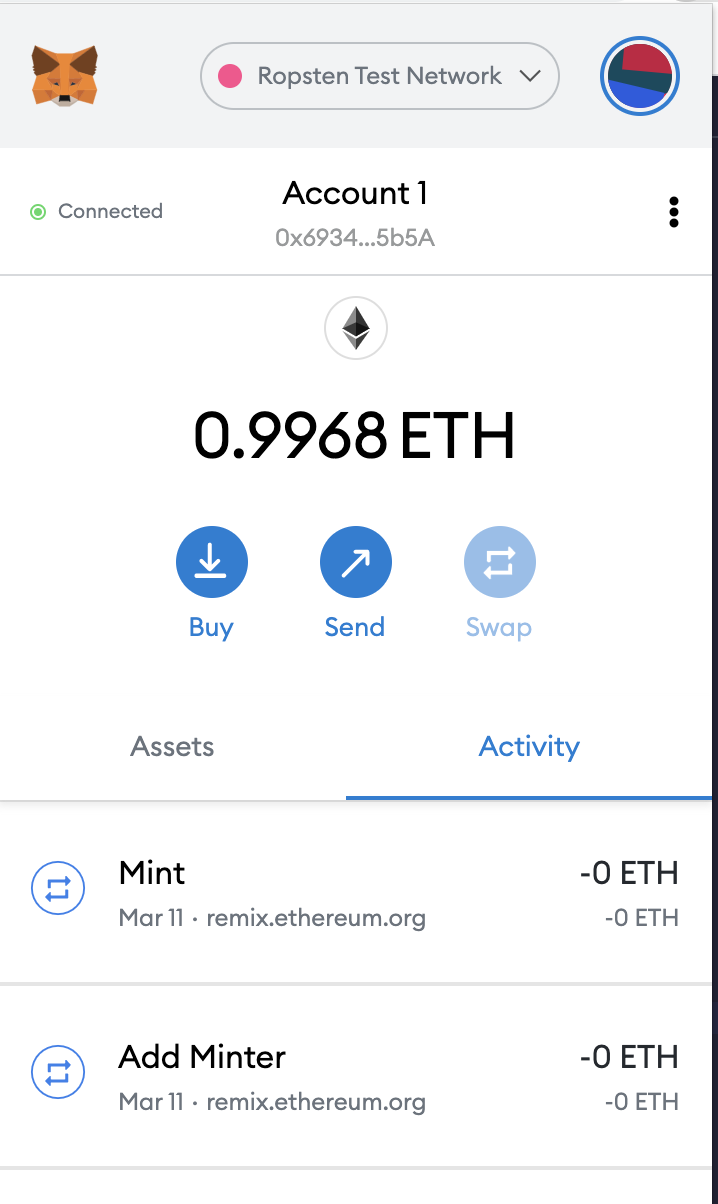 Ropsten Test Network
Connected
Account 1
0x6934...5b5A
0.9968 ETH
Buy
Send
Swap
Assets
Activity
Mint
-0 ETH
Mar 11 · remix.ethereum.org
-0 ETH
Add Minter
-0 ETH
Mar 11 · remix.ethereum.org
-0 ETH